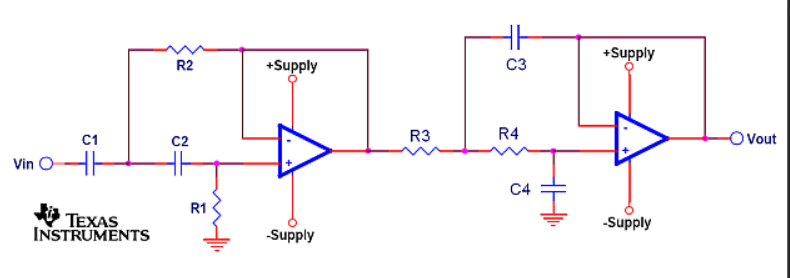 R2
+Supply
C1
C2
Vin
-
+
R1
-Supply
C3
+Supply
R3
R4
-
+
Vout
C4
-Supply
TEXAS
INSTRUMENTS